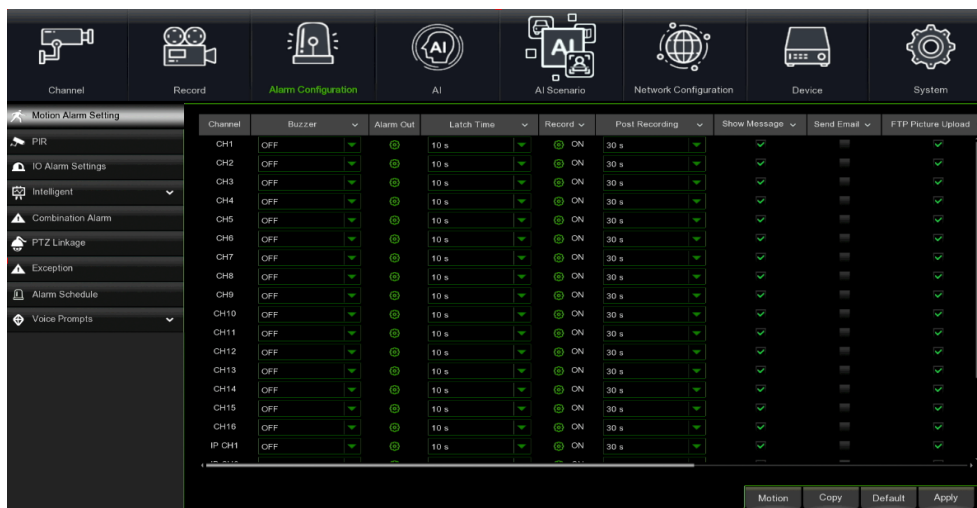 Channel Record Alarm Configuration AI AI Scenario Network Configuration Device System
Motion Alarm Setting
PIR
IO Alarm Settings
Intelligent
Combination Alarm
PTZ Linkage
Exception
Alarm Schedule
Voice Prompts
Channel Buzzer Alarm Out Latch Time Record Post Recording Show Message Send Email FTP Picture Upload
CH1 OFF 10 s ON 30 s
CH2 OFF 10 s ON 30 s
CH3 OFF 10 s ON 30 s
CH4 OFF 10 s ON 30 s
CH5 OFF 10 s ON 30 s
CH6 OFF 10 s ON 30 s
CH7 OFF 10 s ON 30 s
CH8 OFF 10 s ON 30 s
CH9 OFF 10 s ON 30 s
CH10 OFF 10 s ON 30 s
CH11 OFF 10 s ON 30 s
CH12 OFF 10 s ON 30 s
CH13 OFF 10 s ON 30 s
CH14 OFF 10 s ON 30 s
CH15 OFF 10 s ON 30 s
CH16 OFF 10 s ON 30 s
IP CH1 OFF 10 s ON 30 s
Motion Copy Default Apply